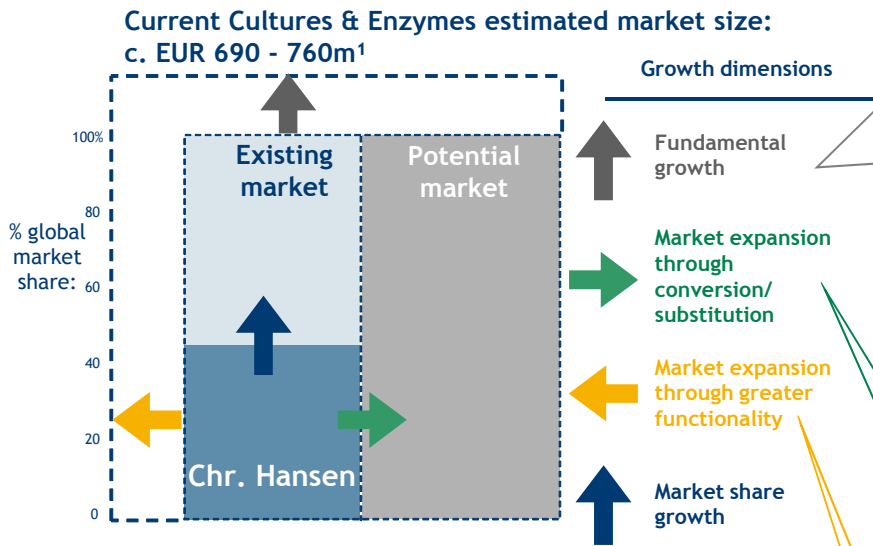 Current Cultures & Enzymes estimated market size:
c. EUR 690 - 760m¹
Growth dimensions
100%
80
60
40
20
0
% global
market
share:
Existing
market
Potential
market
Chr. Hansen
Fundamental
growth
Market expansion
through
conversion/
substitution
Market expansion
through greater
functionality
Market share
growth